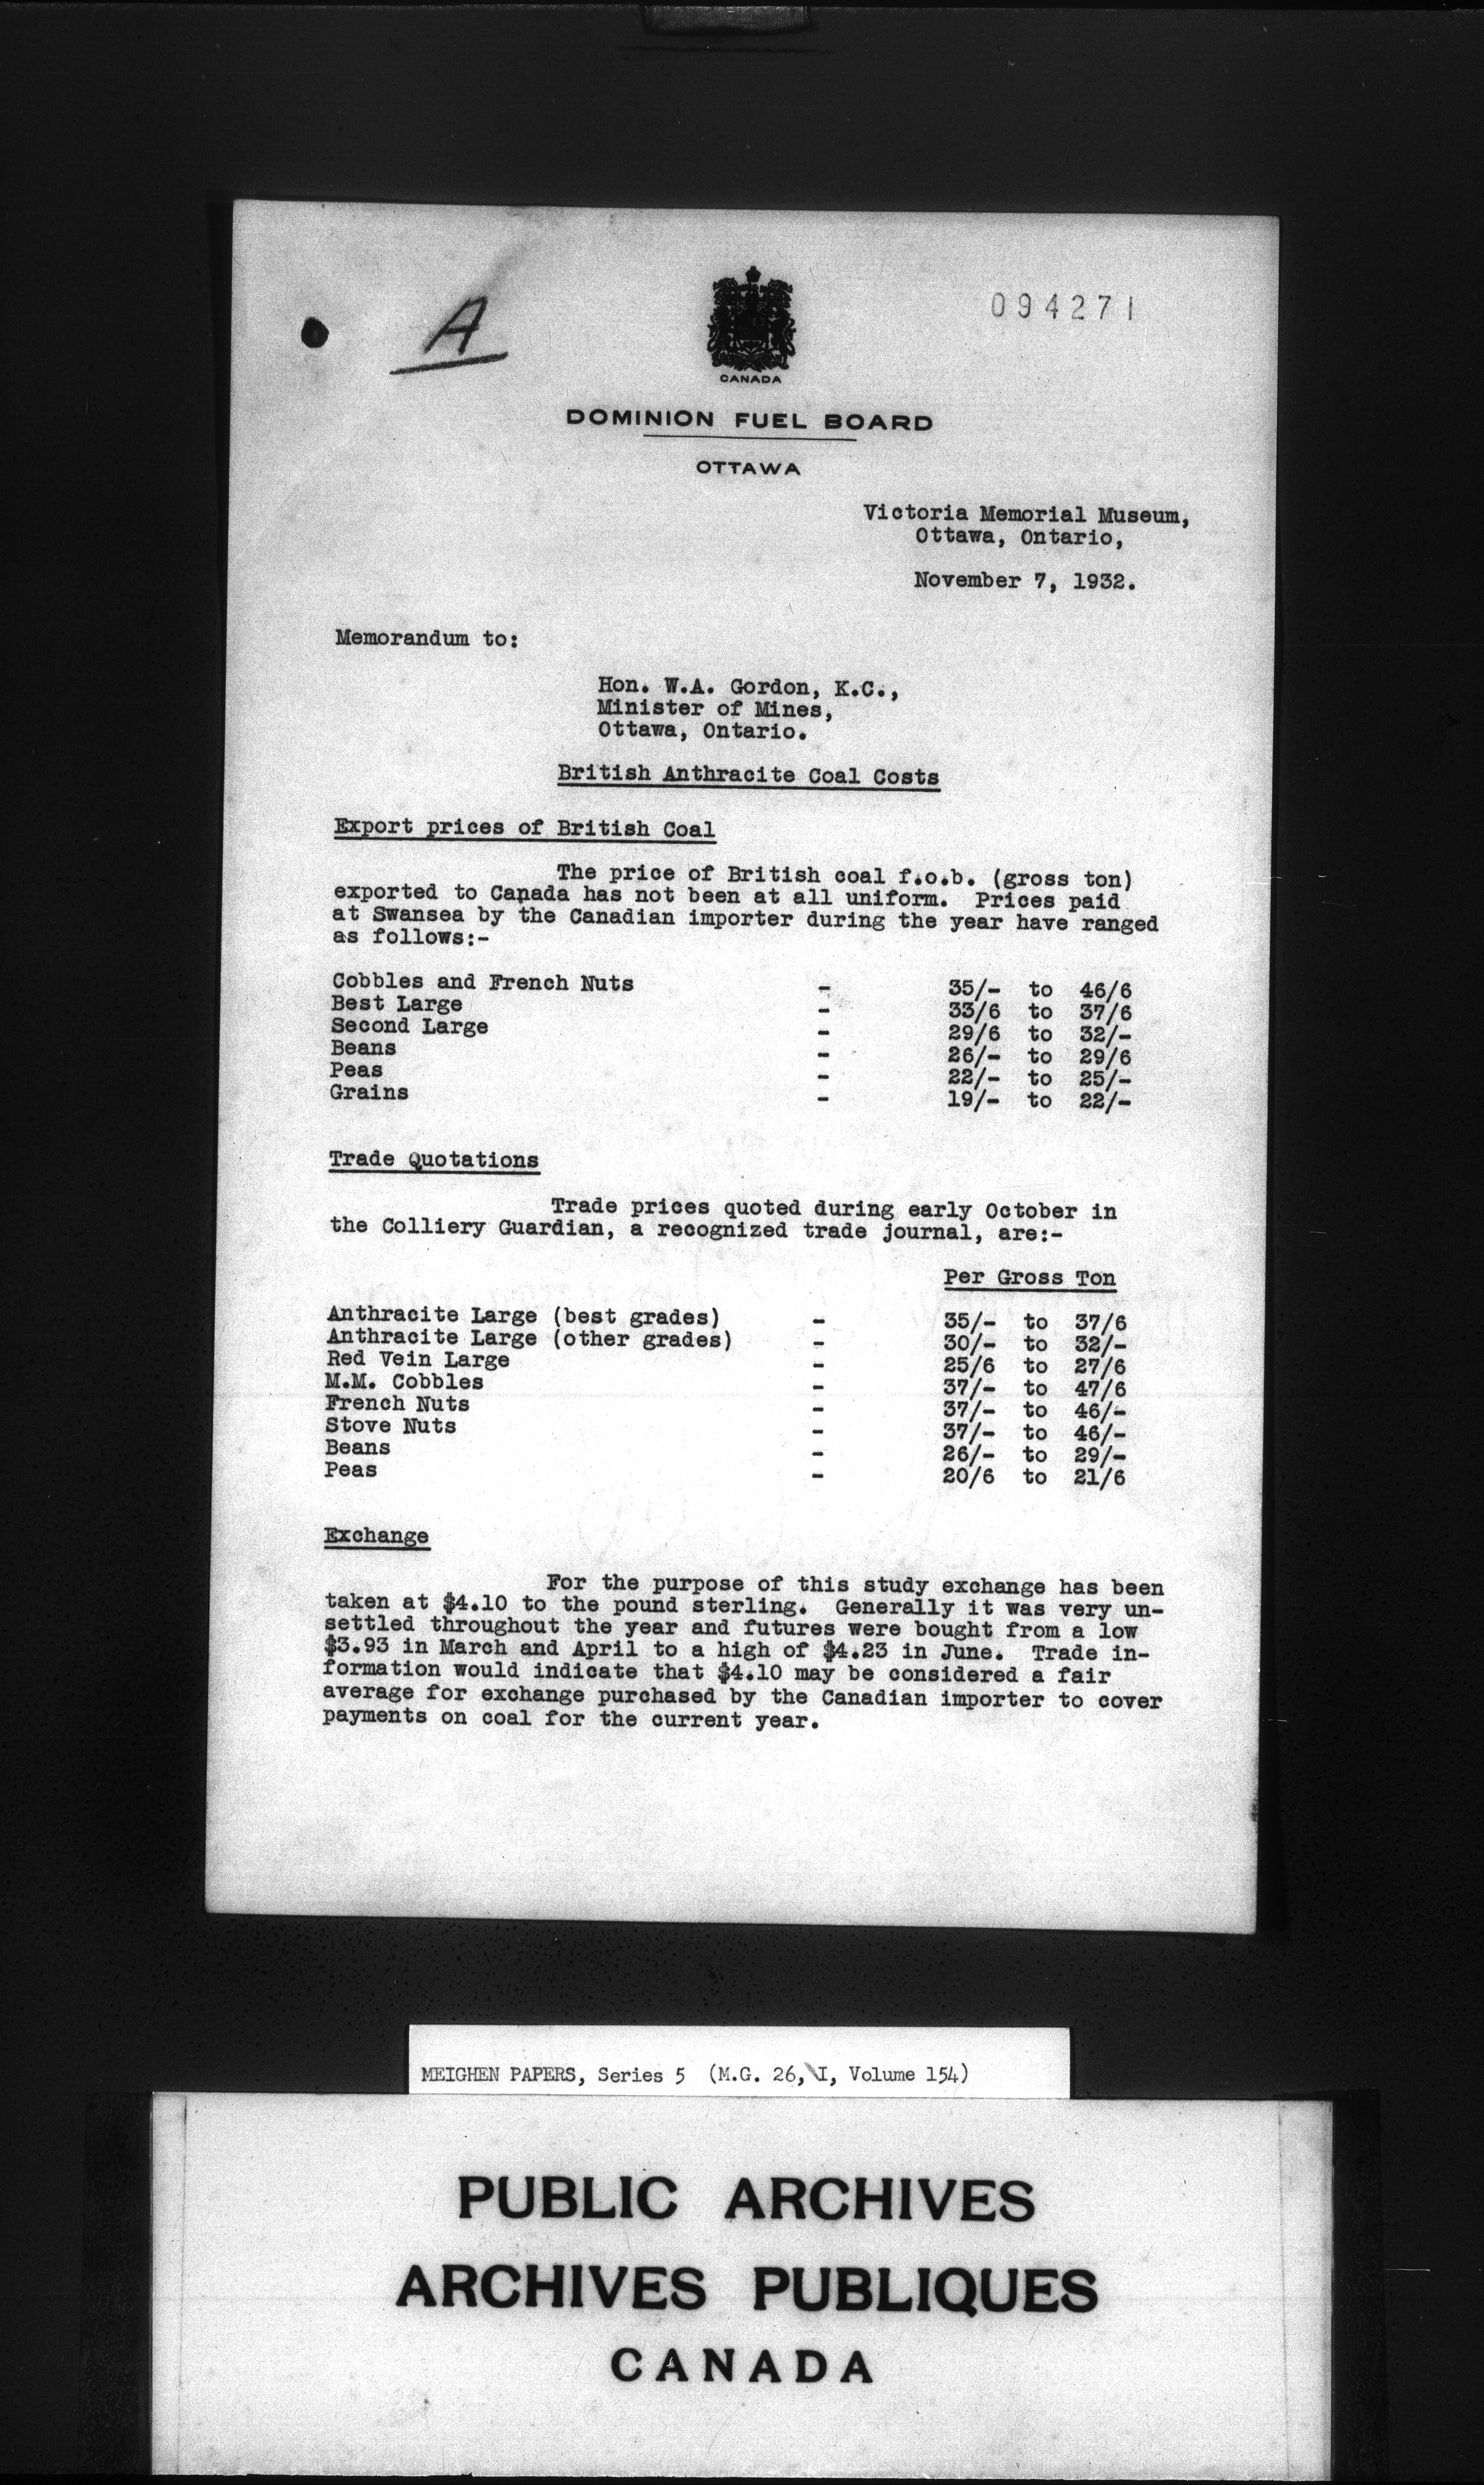 A
094271
CANADA
DOMINION FUEL BOARD
OTTAWA
Victoria Memorial Museum,
Ottawa, Ontario,
November 7, 1932.
Memorandum to:
Hon. W.A. Gordon, K.C.,
Minister of Mines,
Ottawa, Ontario.
British Anthracite Coal Costs
Export prices of British Coal
The price of British coal f.o.b. (gross ton)
exported to Canada has not been at all uniform. Prices paid
at Swansea by the Canadian importer during the year have ranged
as follows:-
Cobbles and French Nuts - 35/- to 46/6
Best Large - 33/6 to 37/6
Second Large - 29/6 to 32/-
Beans - 26/- to 29/6
Peas - 22/- to 25/-
Grains - 19/- to 22/-
Trade Quotations
Trade prices quoted during early October in
the Colliery Guardian, a recognized trade journal, are:-
Per Gross Ton
Anthracite Large (best grades) - 35/- to 37/6
Anthracite Large (other grades) - 30/- to 32/-
Red Vein Large - 25/6 to 27/6
M.M. Cobbles - 37/- to 47/6
French Nuts - 37/- to 46/-
Stove Nuts - 37/- to 46/-
Beans - 26/- to 29/-
Peas - 20/6 to 21/6
Exchange
For the purpose of this study exchange has been
taken at $4.10 to the pound sterling. Generally it was very un-
settled throughout the year and futures were bought from a low
$3.93 in March and April to a high of $4.23 in June. Trade in-
formation would indicate that $4.10 may be considered a fair
average for exchange purchased by the Canadian importer to cover
payments on coal for the current year.
MEIGHEN PAPERS, Series 5 (M.G. 26, I, Volume 154)
PUBLIC ARCHIVES
ARCHIVES PUBLIQUES
CANADA